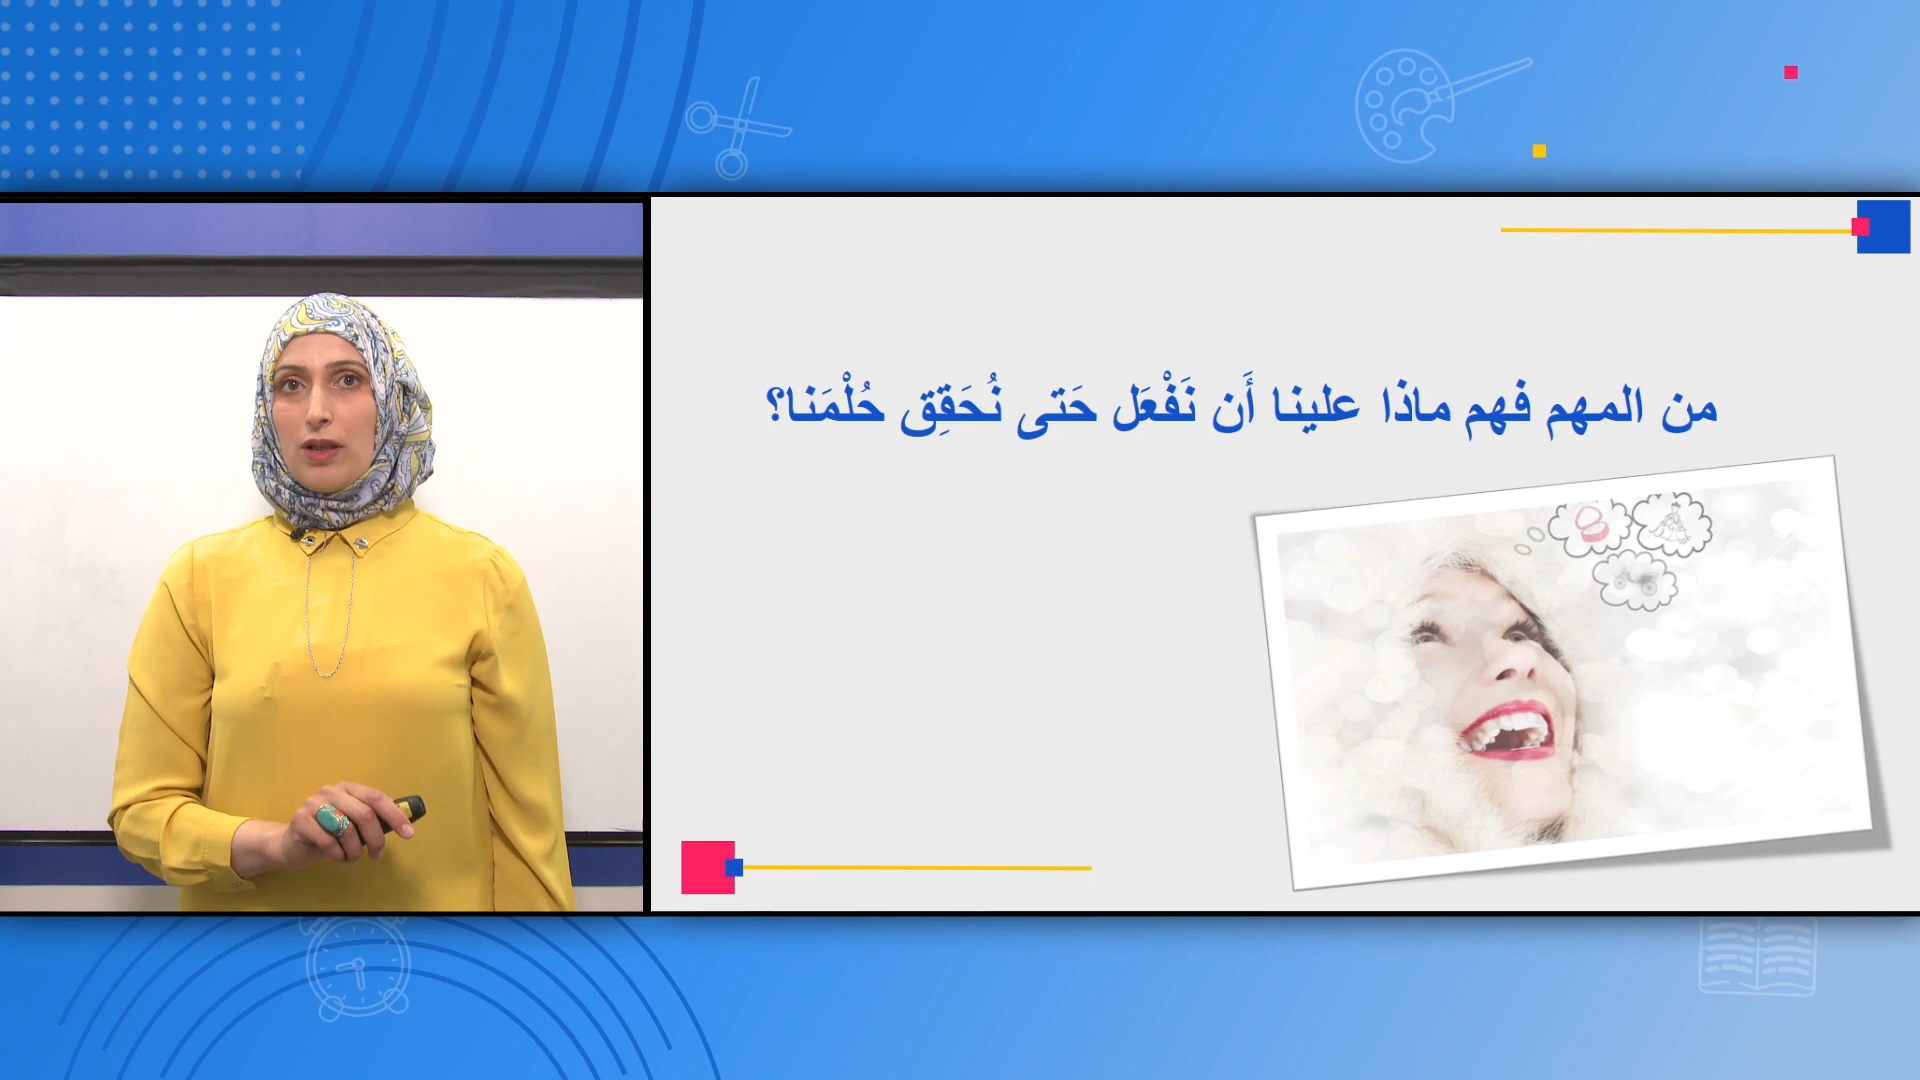 من المهم فهم ماذا علينا أَن نَفْعَل حَتى نُحَقِق حُلْمَنا؟